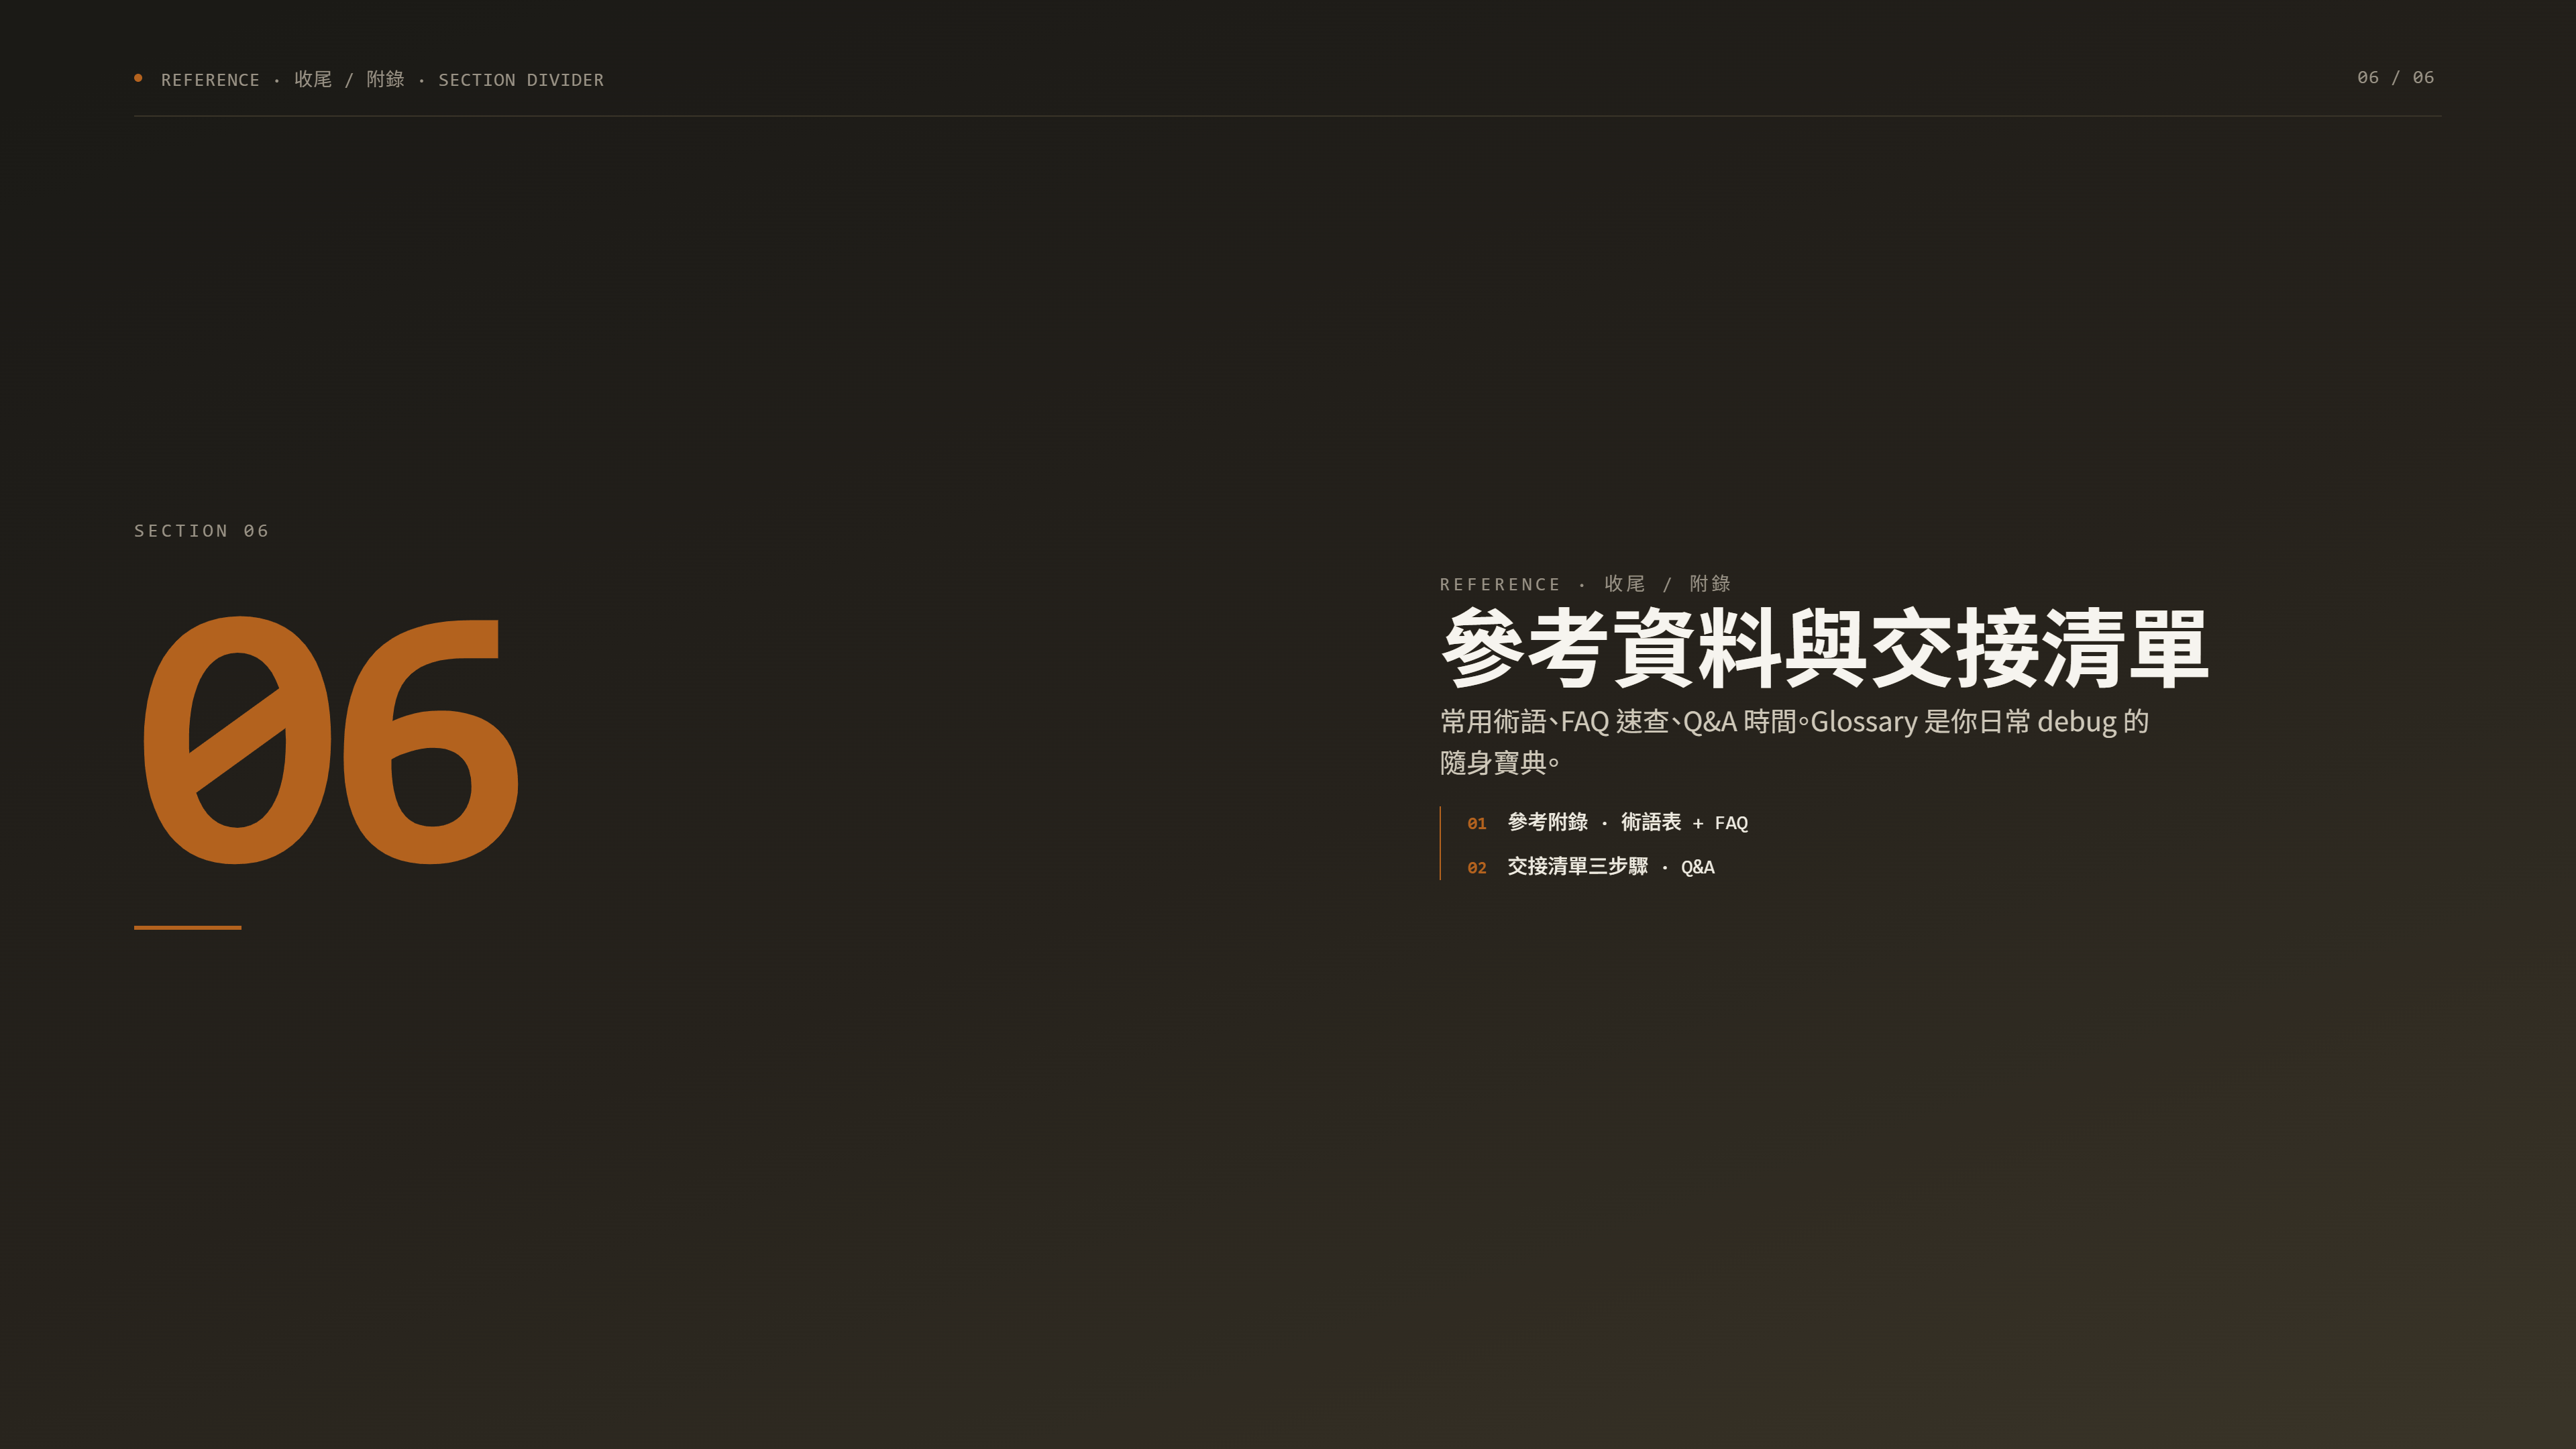 REFERENCE · 收尾 / 附錄 · SECTION DIVIDER
06 / 06
SECTION 06
06
REFERENCE · 收尾 / 附錄
參考資料與交接清單
常用術語、FAQ 速查、Q&A 時間。Glossary 是你日常 debug 的
隨身寶典。
01 參考附錄 · 術語表 + FAQ
02 交接清單三步驟 · Q&A